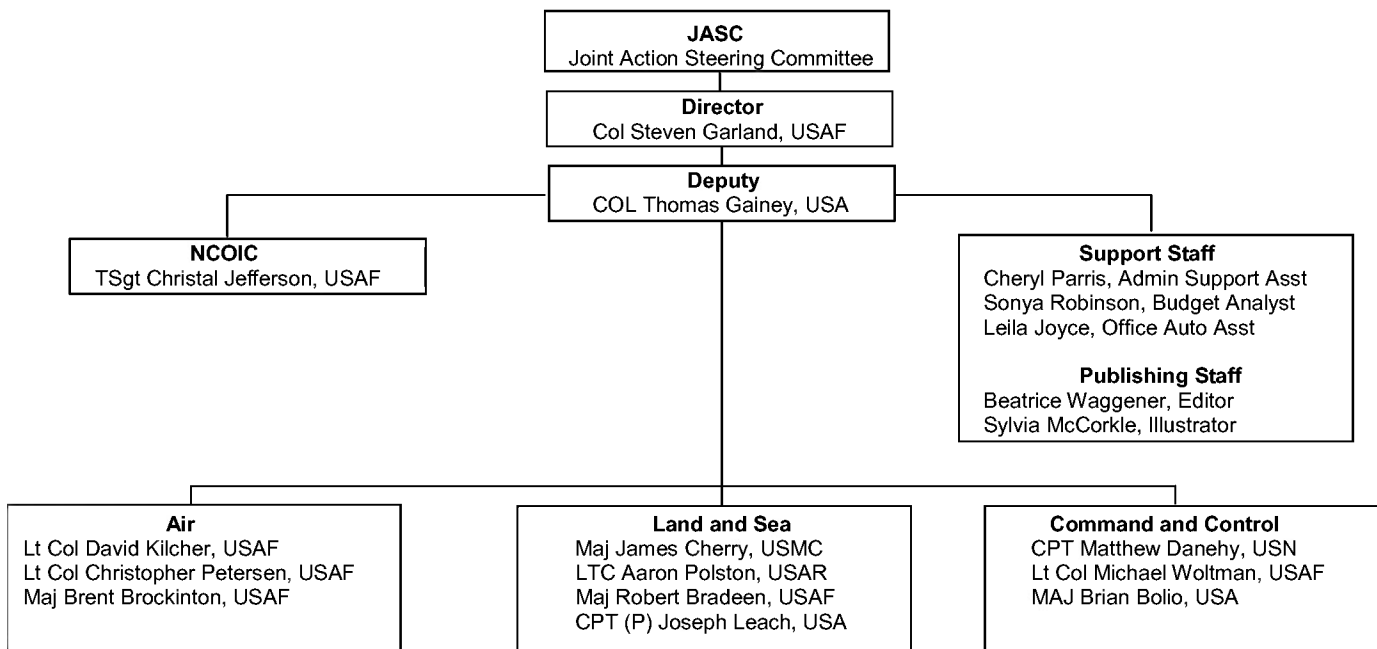 JASC
Joint Action Steering Committee
Director
Col Steven Garland, USAF
Deputy
COL Thomas Gainey, USA
NCOIC
TSgt Christal Jefferson, USAF
Support Staff
Cheryl Parris, Admin Support Asst
Sonya Robinson, Budget Analyst
Leila Joyce, Office Auto Asst
Publishing Staff
Beatrice Waggener, Editor
Sylvia McCorkle, Illustrator
Air
Lt Col David Kilcher, USAF
Lt Col Christopher Petersen, USAF
Maj Brent Brockinton, USAF
Land and Sea
Maj James Cherry, USMC
LTC Aaron Polston, USAR
Maj Robert Bradeen, USAF
CPT (P) Joseph Leach, USA
Command and Control
CPT Matthew Danehy, USN
Lt Col Michael Woltman, USAF
MAJ Brian Bolio, USA